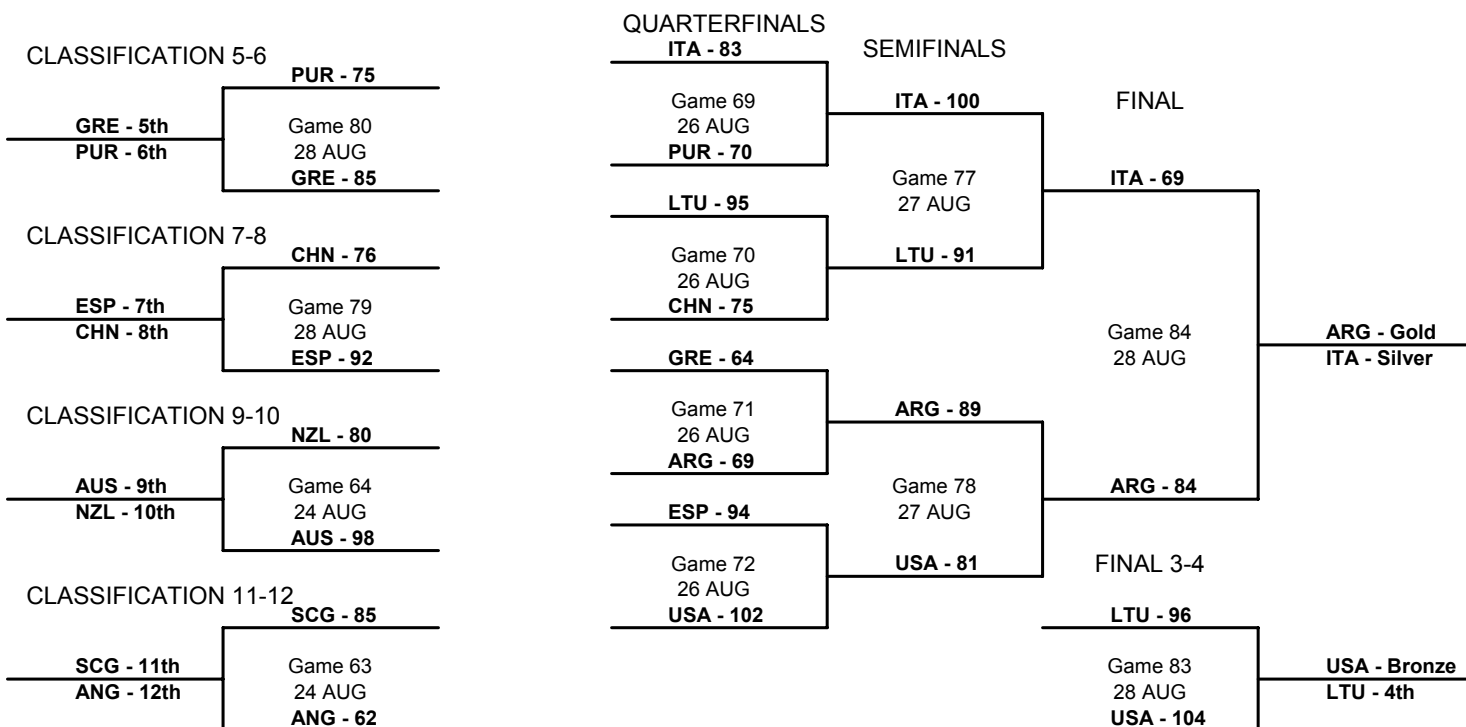 CLASSIFICATION 5-6
PUR - 75
GRE - 5th
PUR - 6th
Game 80
28 AUG
GRE - 85
CLASSIFICATION 7-8
CHN - 76
ESP - 7th
CHN - 8th
Game 79
28 AUG
ESP - 92
CLASSIFICATION 9-10
NZL - 80
AUS - 9th
NZL - 10th
Game 64
24 AUG
AUS - 98
CLASSIFICATION 11-12
SCG - 85
SCG - 11th
ANG - 12th
Game 63
24 AUG
ANG - 62
QUARTERFINALS
ITA - 83
Game 69
26 AUG
PUR - 70
LTU - 95
Game 70
26 AUG
CHN - 75
GRE - 64
Game 71
26 AUG
ARG - 69
ESP - 94
Game 72
26 AUG
USA - 102
SEMIFINALS
ITA - 100
Game 77
27 AUG
LTU - 91
ARG - 89
Game 78
27 AUG
USA - 81
FINAL
ITA - 69
Game 84
28 AUG
ARG - 84
ARG - Gold
ITA - Silver
FINAL 3-4
LTU - 96
Game 83
28 AUG
USA - 104
USA - Bronze
LTU - 4th